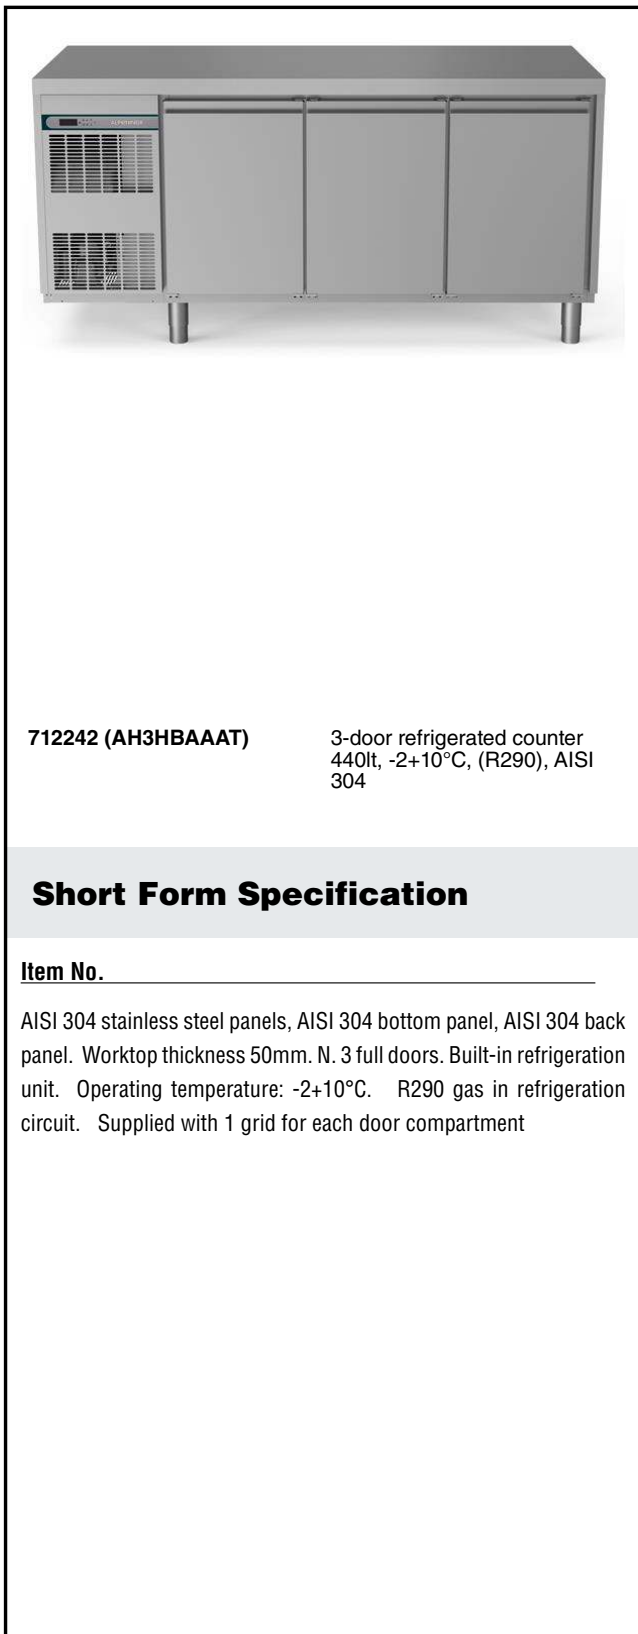 712242 (AH3HBAAAT)
3-door refrigerated counter
440lt, -2+10°C, (R290), AISI
304
Short Form Specification
Item No.
AISI 304 stainless steel panels, AISI 304 bottom panel, AISI 304 back
panel. Worktop thickness 50mm. N. 3 full doors. Built-in refrigeration
unit. Operating temperature: -2+10°C. R290 gas in refrigeration
circuit. Supplied with 1 grid for each door compartment